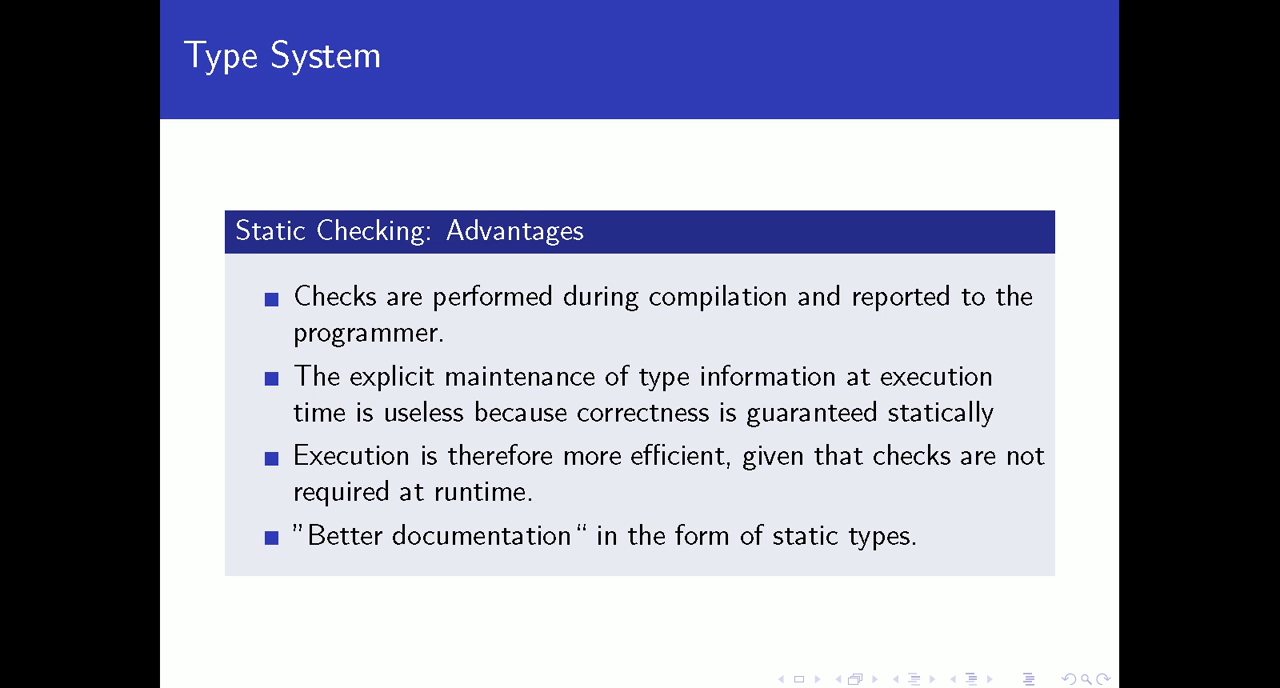 Type System
Static Checking: Advantages
Checks are performed during compilation and reported to the
programmer.
The explicit maintenance of type information at execution
time is useless because correctness is guaranteed statically
Execution is therefore more efficient, given that checks are not
required at runtime.
”Better documentation“ in the form of static types.